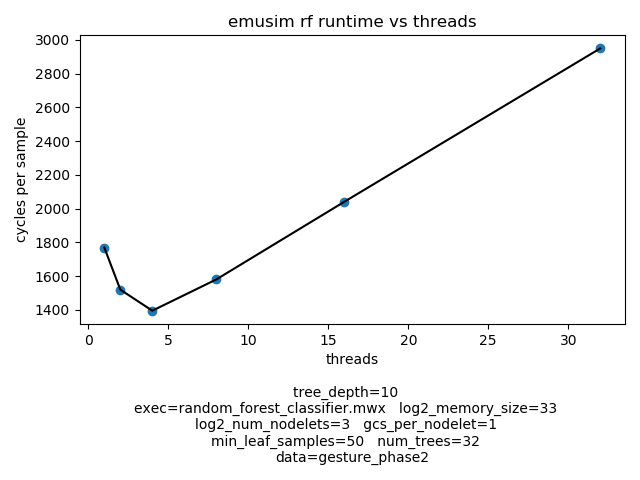 emusim rf runtime vs threads
3000
2800
2600
2400
2200
2000
1800
1600
1400
cycles per sample
0 5 10 15 20 25 30
threads
tree_depth=10
exec=random_forest_classifier.mwx log2_memory_size=33
log2_num_nodelets=3 gcs_per_nodelet=1
min_leaf_samples=50 num_trees=32
data=gesture_phase2